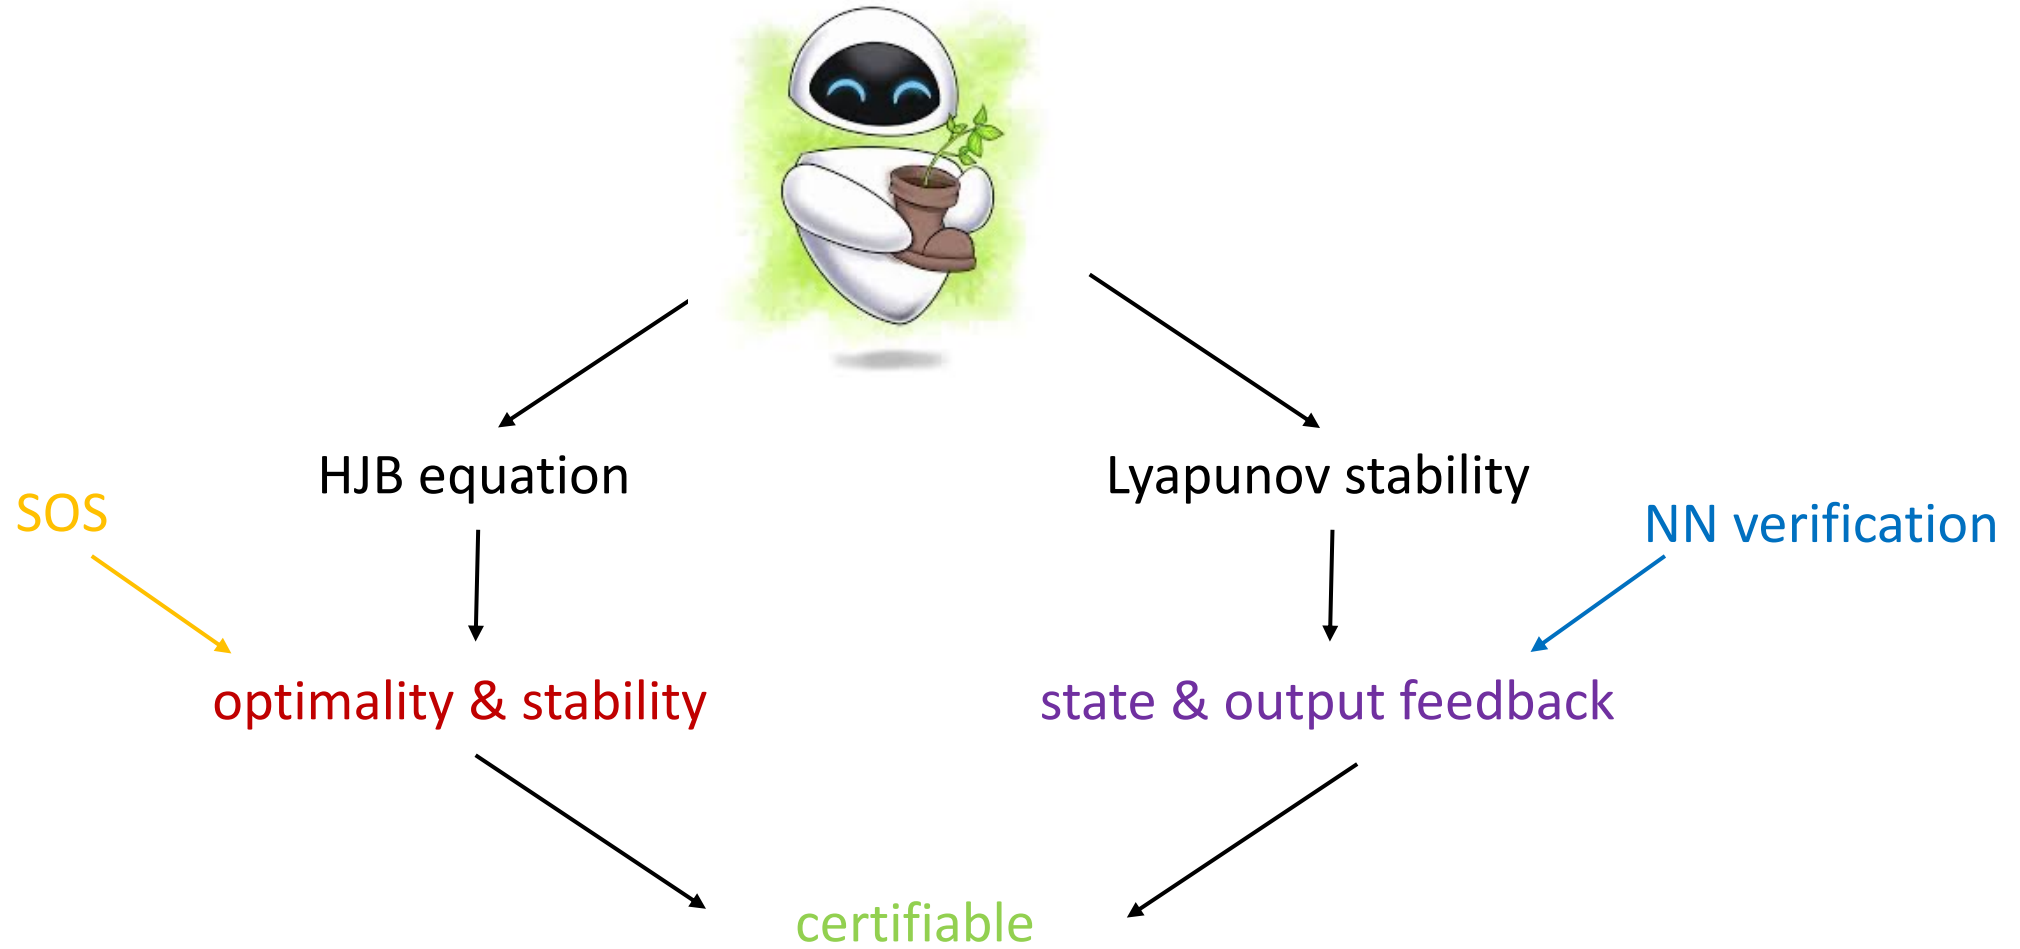 HJB equation
Lyapunov stability
SOS
NN verification
optimality & stability
state & output feedback
certifiable